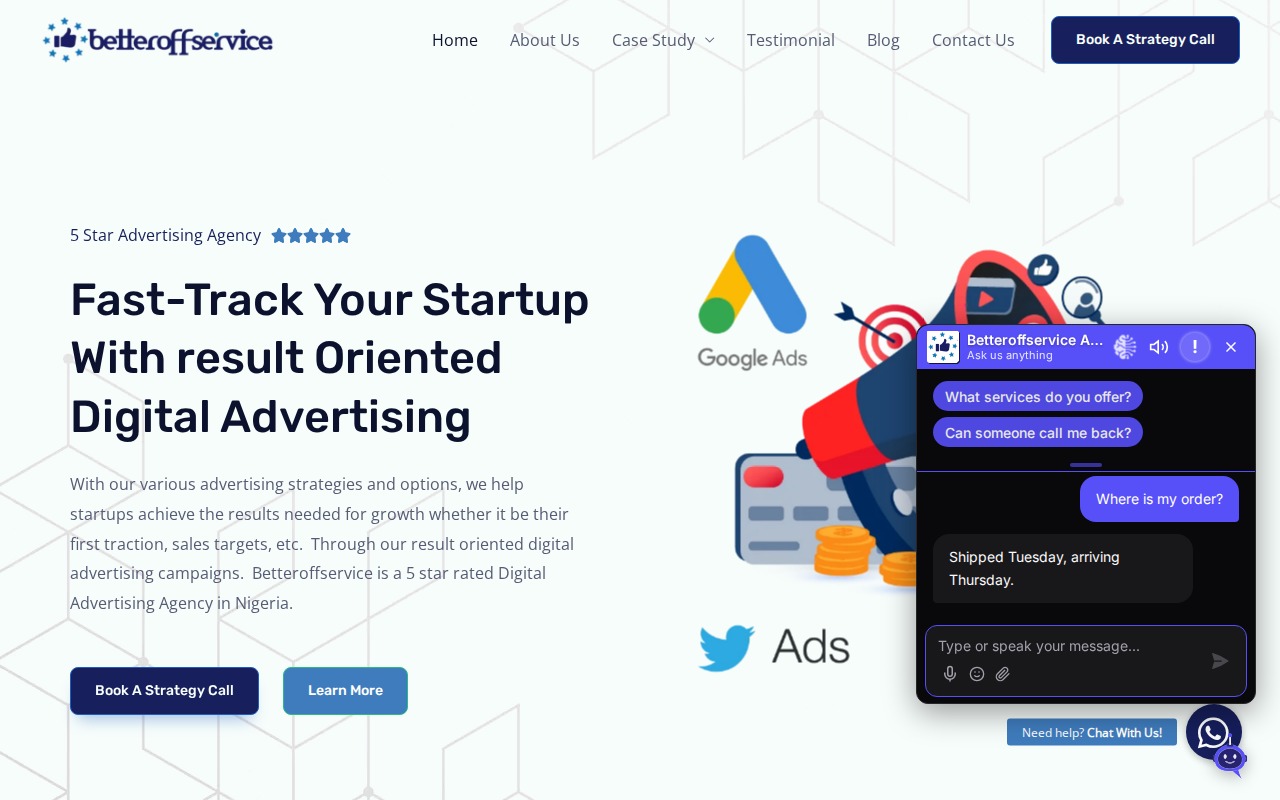 betteroffservice
Home
About Us
Case Study
Testimonial
Blog
Contact Us
Book A Strategy Call
5 Star Advertising Agency
Fast-Track Your Startup
With result Oriented
Digital Advertising
With our various advertising strategies and options, we help
startups achieve the results needed for growth whether it be their
first traction, sales targets, etc.  Through our result oriented digital
advertising campaigns.  Betteroffservice is a 5 star rated Digital
Advertising Agency in Nigeria.
Book A Strategy Call
Learn More
Google Ads
Ads
Betteroffservice A...
Ask us anything
!
What services do you offer?
Can someone call me back?
Where is my order?
Shipped Tuesday, arriving
Thursday.
Type or speak your message...
Need help? Chat With Us!